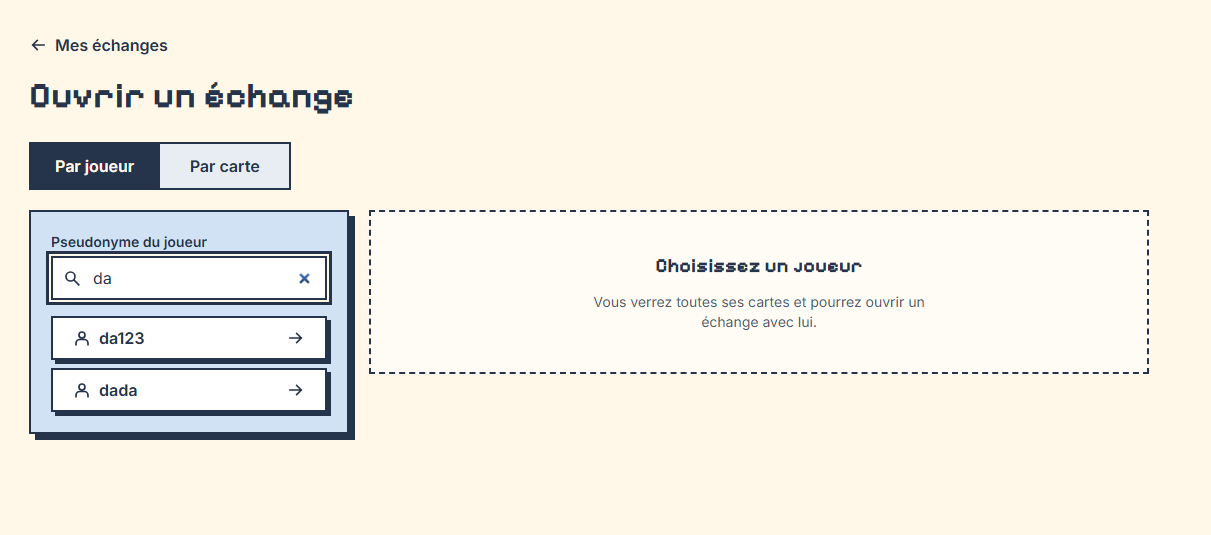 Mes échanges
Ouvrir un échange
Par joueur
Par carte
Pseudonyme du joueur
da
da123
dada
Choisissez un joueur
Vous verrez toutes ses cartes et pourrez ouvrir un
échange avec lui.